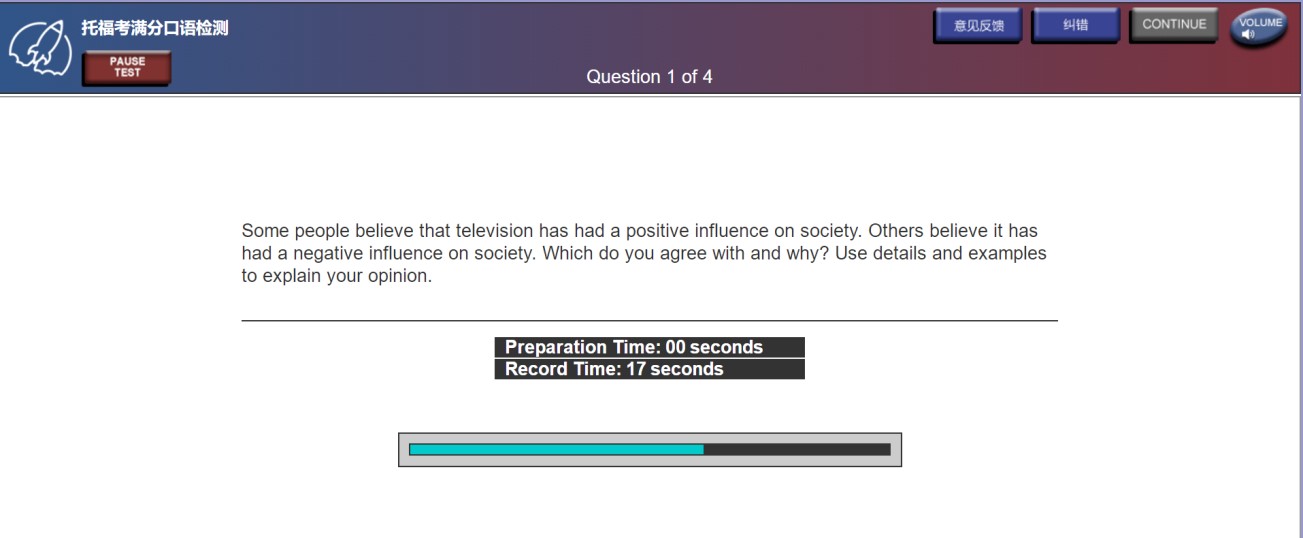 托福考满分口语检测
意见反馈
纠错
CONTINUE
VOLUME
PAUSE
TEST
Question 1 of 4
Some people believe that television has had a positive influence on society. Others believe it has
had a negative influence on society. Which do you agree with and why? Use details and examples
to explain your opinion.
Preparation Time: 00 seconds
Record Time: 17 seconds